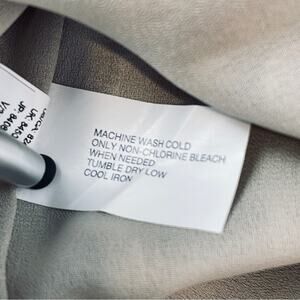 MACHINE WASH COLD
ONLY NON-CHLORINE BLEACH
WHEN NEEDED
TUMBLE DRY LOW
COOL IRON